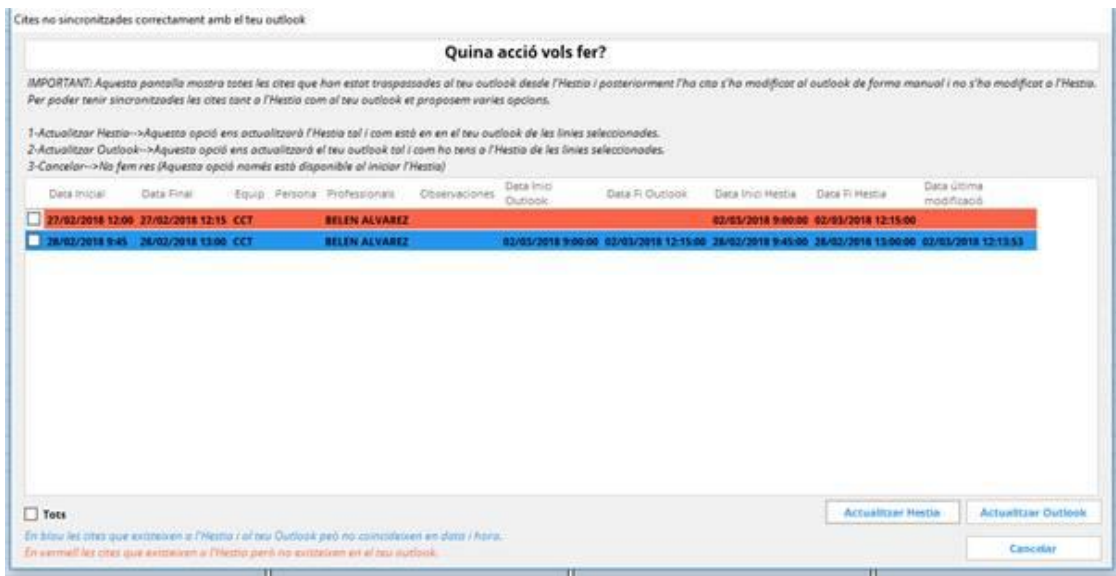 Cites no sincronitzades correctament amb el teu outlook
Quina acció vols fer?
IMPORTANT: Aquesta pantalla mostra totes les cites que han estat traspassades al teu outlook desde l'Hestia i posteriorment l'ha cita s'ha modificat al outlook de forma manual i no s'ha modificat a l'Hestia.
Per poder tenir sincronitzades les cites tant a l'Hestia com al teu outlook et proposem varies opcions.
1-Actualitzar Hestia-->Aquesta opció ens actualitzarà l'Hestia tal i com està en en el teu outlook de les linies seleccionades.
2-Actualitzar Outlook-->Aquesta opció ens actualitzarà el teu outlook tal i com ho tens a l'Hestia de les linies seleccionades.
3-Cancelar-->No fem res (Aquesta opció només està disponible al iniciar l'Hestia)
Data Inicial Data Final Equip Persona Professionals Observaciones Data Inici Outlook Data Fi Outlook Data Inici Hestia Data Fi Hestia Data última modificació
27/02/2018 12:00 27/02/2018 12:15 CCT BELEN ALVAREZ 02/03/2018 9:00:00 02/03/2018 12:15:00
28/02/2018 9:45 28/02/2018 13:00 CCT BELEN ALVAREZ 02/03/2018 9:00:00 02/03/2018 12:15:00 28/02/2018 9:45:00 28/02/2018 13:00:00 02/03/2018 12:13:53
Tots
Actualitzar Hestia Actualitzar Outlook
En blau les cites que existeixen a l'Hestia i al teu Outlook però no coincideixen en data i hora.
En vermell les cites que existeixen a l'Hestia però no existeixen en el teu outlook.
Cancelar